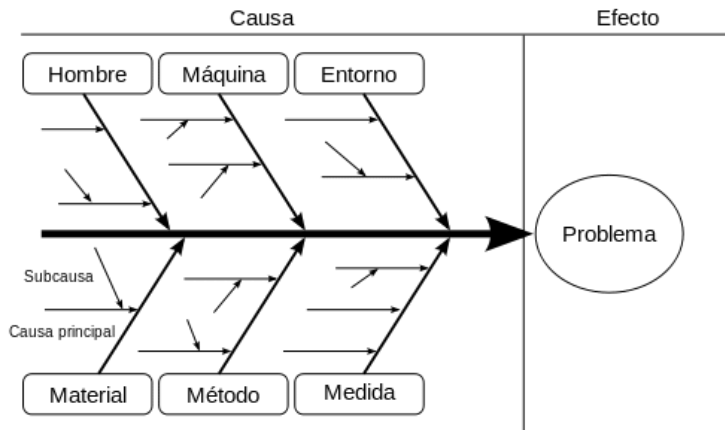 Causa
Efecto
Hombre
Máquina
Entorno
Problema
Subcausa
Causa principal
Material
Método
Medida